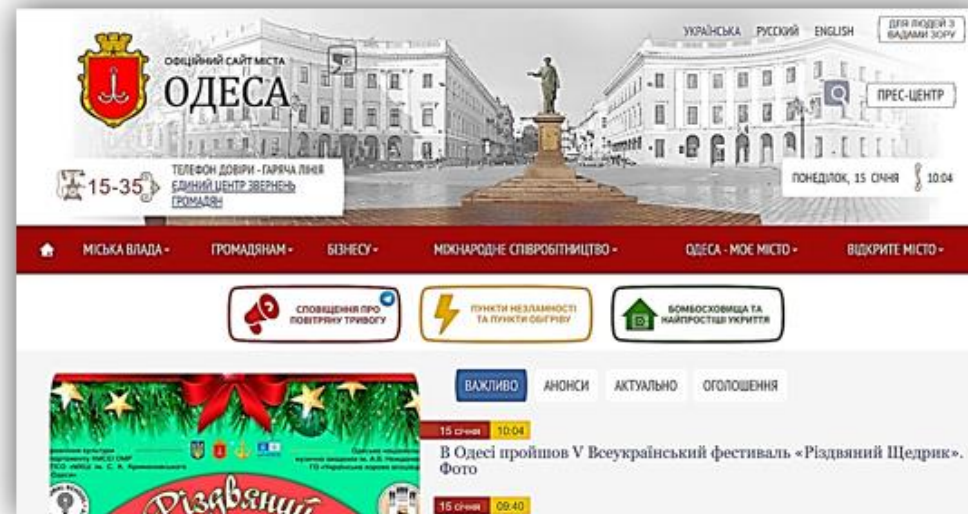 УКРАЇНСЬКА РУССКИЙ ENGLISH
ДЛЯ ЛЮДЕЙ З
ВАДАМИ ЗОРУ
ОФІЦІЙНИЙ САЙТ МІСТА
ОДЕСА
ПРЕС-ЦЕНТР
15-35
ТЕЛЕФОН ДОВІРИ - ГАРЯЧА ЛІНІЯ
ЄДИНИЙ ЦЕНТР ЗВЕРНЕНЬ
ГРОМАДЯН
ПОНЕДІЛОК, 15 СІЧНЯ 10:04
МІСЬКА ВЛАДА ГРОМАДЯНАМ БІЗНЕСУ МІЖНАРОДНЕ СПІВРОБІТНИЦТВО ОДЕСА - МОЄ МІСТО ВІДКРИТЕ МІСТО
СПОВІЩЕННЯ ПРО
ПОВІТРЯНУ ТРИВОГУ
ПУНКТИ НЕЗЛАМНОСТІ
ТА ПУНКТИ ОБІГРІВУ
БОМБОСХОВИЩА ТА
НАЙПРОСТІШІ УКРИТТЯ
ВАЖЛИВО АНОНСИ АКТУАЛЬНО ОГОЛОШЕННЯ
15 січня 10:04
В Одесі пройшов V Всеукраїнський фестиваль «Різдвяний Щедрик».
Фото
15 січня 09:40
Різдвяний